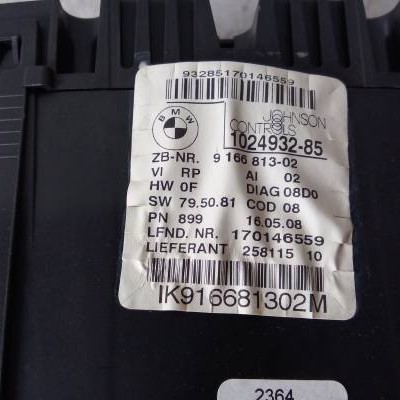 93285170146559
BMW
JOHNSON
CONTROLS
1024932-85
ZB-NR. 9 166 813-02
VI RP AI 02
HW 0F DIAG 08D0
SW 79.50.81 COD 08
PN 899 16.05.08
LFND. NR. 170146559
LIEFERANT 258115 10
IK916681302M
2364